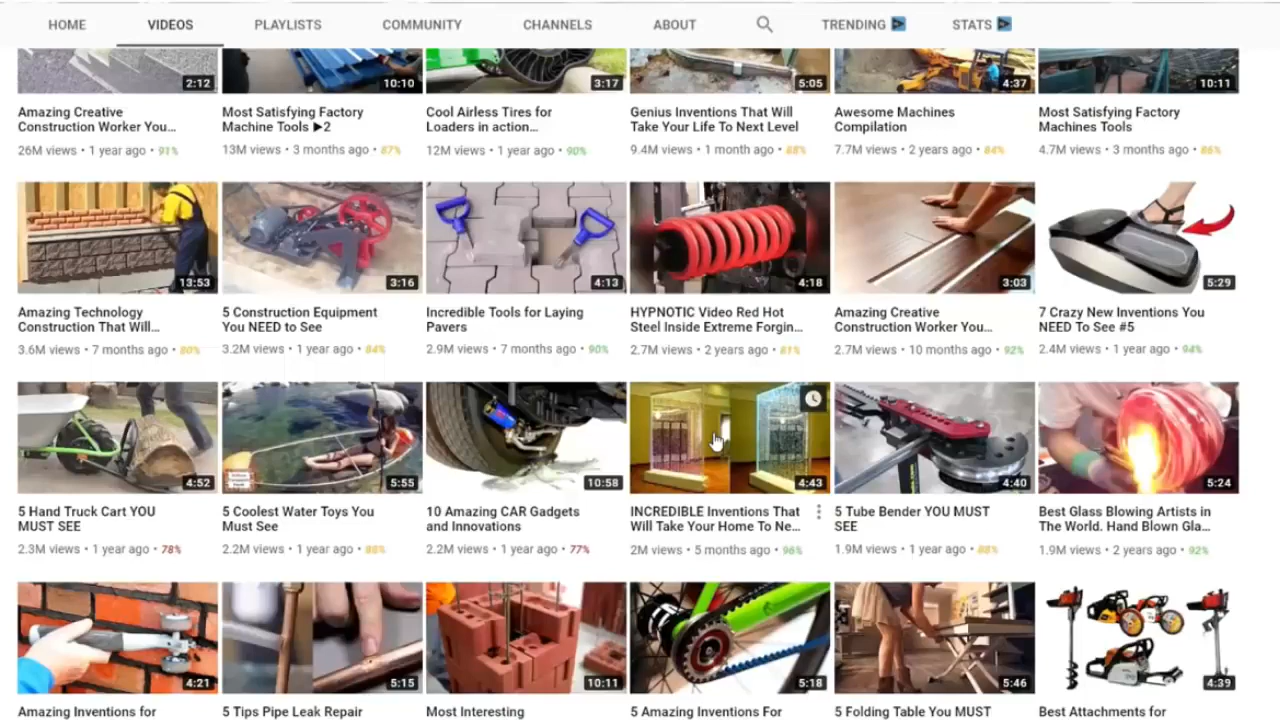 HOME VIDEOS PLAYLISTS COMMUNITY CHANNELS ABOUT TRENDING STATS
2:12 10:10 3:17 5:05 4:37 10:11
Amazing Creative
Construction Worker You...
26M views • 1 year ago • 91%
Most Satisfying Factory
Machine Tools ▶2
13M views • 3 months ago • 87%
Cool Airless Tires for
Loaders in action...
12M views • 1 year ago • 90%
Genius Inventions That Will
Take Your Life To Next Level
9.4M views • 1 month ago • 88%
Awesome Machines
Compilation
7.7M views • 2 years ago • 84%
Most Satisfying Factory
Machines Tools
4.7M views • 3 months ago • 86%
13:53 3:16 4:13 4:18 3:03 5:29
Amazing Technology
Construction That Will...
3.6M views • 7 months ago • 80%
5 Construction Equipment
You NEED to See
3.2M views • 1 year ago • 84%
Incredible Tools for Laying
Pavers
2.9M views • 7 months ago • 90%
HYPNOTIC Video Red Hot
Steel Inside Extreme Forgin...
2.7M views • 2 years ago • 81%
Amazing Creative
Construction Worker You...
2.7M views • 10 months ago • 92%
7 Crazy New Inventions You
NEED To See #5
2.4M views • 1 year ago • 94%
4:52 5:55 10:58 4:43 4:40 5:24
5 Hand Truck Cart YOU
MUST SEE
2.3M views • 1 year ago • 78%
5 Coolest Water Toys You
Must See
2.2M views • 1 year ago • 88%
10 Amazing CAR Gadgets
and Innovations
2.2M views • 1 year ago • 77%
INCREDIBLE Inventions That
Will Take Your Home To Ne...
2M views • 5 months ago • 96%
5 Tube Bender YOU MUST
SEE
1.9M views • 1 year ago • 88%
Best Glass Blowing Artists in
The World. Hand Blown Gla...
1.9M views • 2 years ago • 92%
4:21 5:15 10:11 5:18 5:46 4:39
Amazing Inventions for
5 Tips Pipe Leak Repair
Most Interesting
5 Amazing Inventions For
5 Folding Table You MUST
Best Attachments for